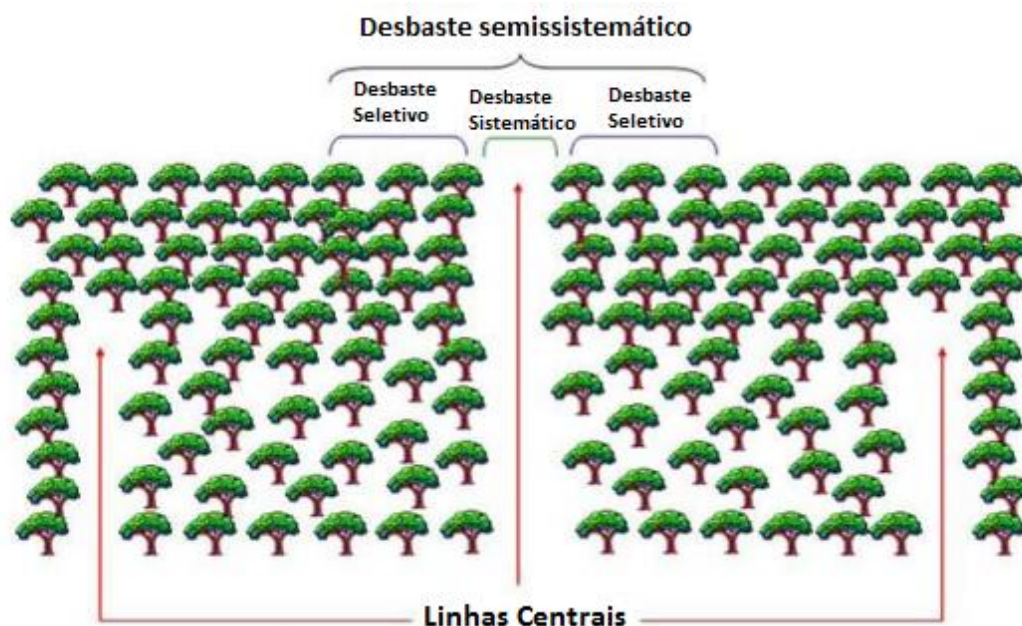 Desbaste semissistemático
Desbaste
Seletivo
Desbaste
Sistemático
Desbaste
Seletivo
Linhas Centrais